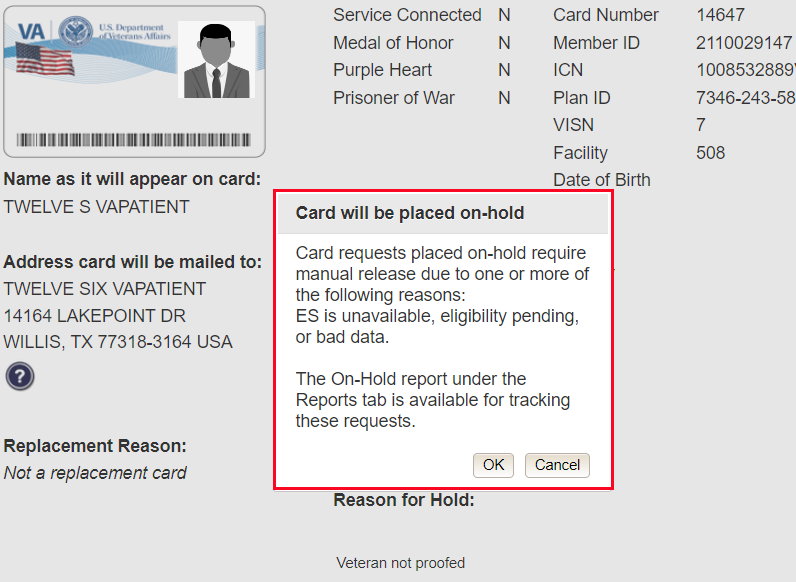 VA
U.S. Department
of Veterans Affairs
Service Connected N
Medal of Honor N
Purple Heart N
Prisoner of War N
Card Number 14647
Member ID 2110029147
ICN 1008532889
Plan ID 7346-243-58
VISN 7
Facility 508
Date of Birth
Name as it will appear on card:
TWELVE S VAPATIENT
Address card will be mailed to:
TWELVE SIX VAPATIENT
14164 LAKEPOINT DR
WILLIS, TX 77318-3164 USA
?
Replacement Reason:
Not a replacement card
Card will be placed on-hold
Card requests placed on-hold require
manual release due to one or more of
the following reasons:
ES is unavailable, eligibility pending,
or bad data.
The On-Hold report under the
Reports tab is available for tracking
these requests.
OK Cancel
Reason for Hold:
Veteran not proofed